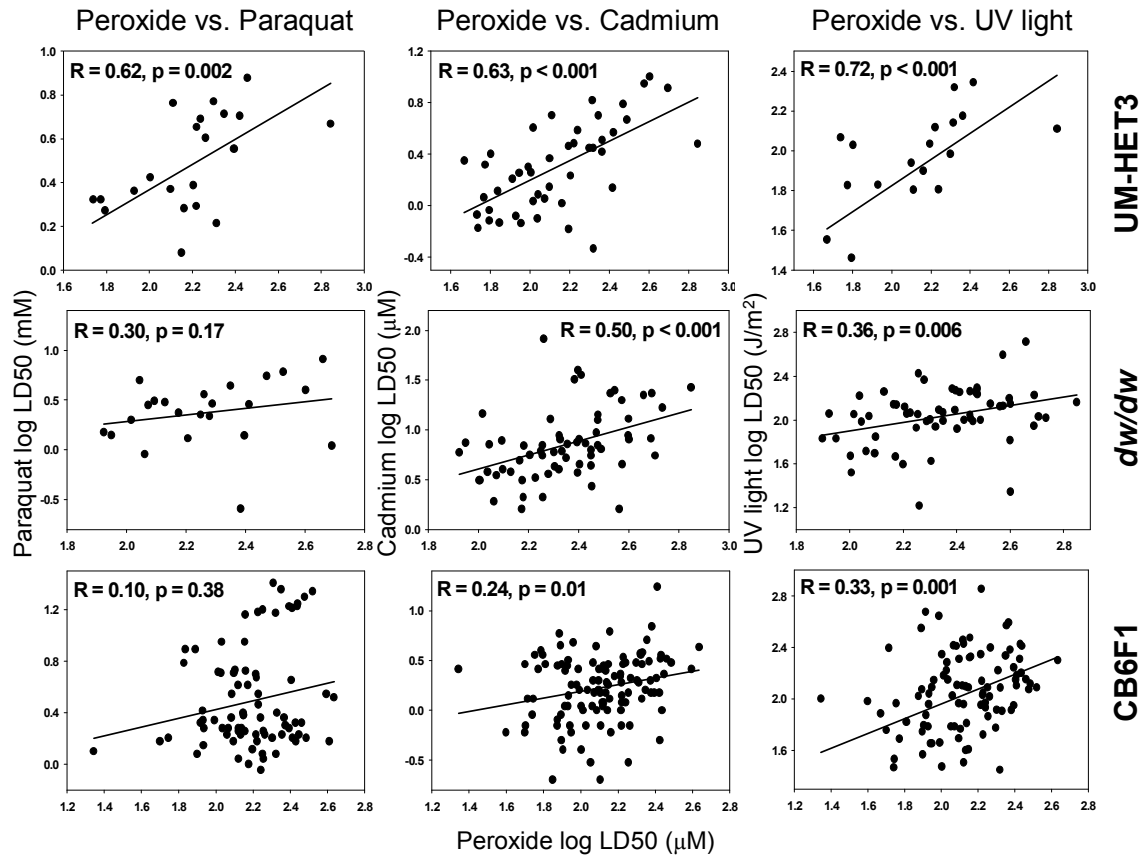 Peroxide vs. Paraquat
Peroxide vs. Cadmium
Peroxide vs. UV light
R = 0.62, p = 0.002
1.0
0.8
0.6
0.4
0.2
0.0
1.6 1.8 2.0 2.2 2.4 2.6 2.8 3.0
R = 0.63, p < 0.001
1.2
0.8
0.4
0.0
-0.4
1.6 1.8 2.0 2.2 2.4 2.6 2.8 3.0
R = 0.72, p < 0.001
2.4
2.2
2.0
1.8
1.6
1.4
1.6 1.8 2.0 2.2 2.4 2.6 2.8 3.0
UM-HET3
Paraquat log LD50 (mM)
R = 0.30, p = 0.17
1.0
0.5
0.0
-0.5
1.8 2.0 2.2 2.4 2.6 2.8
Cadmium log LD50 (µM)
R = 0.50, p < 0.001
2.0
1.5
1.0
0.5
0.0
1.8 2.0 2.2 2.4 2.6 2.8 3.0
UV light log LD50 (J/m²)
R = 0.36, p = 0.006
2.8
2.4
2.0
1.6
1.2
1.8 2.0 2.2 2.4 2.6 2.8
dw/dw
R = 0.10, p = 0.38
1.2
0.8
0.4
0.0
1.2 1.4 1.6 1.8 2.0 2.2 2.4 2.6 2.8
R = 0.24, p = 0.01
1.0
0.5
0.0
-0.5
1.2 1.4 1.6 1.8 2.0 2.2 2.4 2.6 2.8
R = 0.33, p = 0.001
2.8
2.4
2.0
1.6
1.2 1.4 1.6 1.8 2.0 2.2 2.4 2.6 2.8
CB6F1
Peroxide log LD50 (µM)